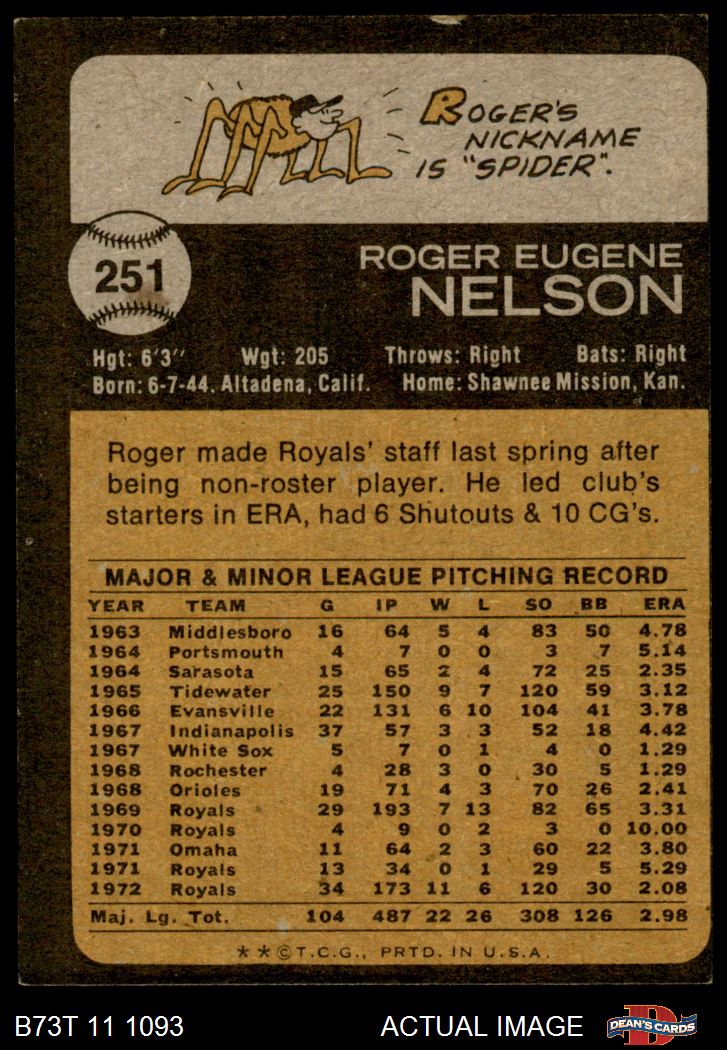 ROGER'S
NICKNAME
IS "SPIDER".
251
ROGER EUGENE
NELSON
Hgt: 6'3" Wgt: 205 Throws: Right Bats: Right
Born: 6-7-44. Altadena, Calif. Home: Shawnee Mission, Kan.
Roger made Royals' staff last spring after
being non-roster player. He led club's
starters in ERA, had 6 Shutouts & 10 CG's.
MAJOR & MINOR LEAGUE PITCHING RECORD
YEAR TEAM G IP W L SO BB ERA
1963 Middlesboro 16 64 5 4 83 50 4.78
1964 Portsmouth 4 7 0 0 3 7 5.14
1964 Sarasota 15 65 2 4 72 25 2.35
1965 Tidewater 25 150 9 7 120 59 3.12
1966 Evansville 22 131 6 10 104 41 3.78
1967 Indianapolis 37 57 3 3 52 18 4.42
1967 White Sox 5 7 0 1 4 0 1.29
1968 Rochester 4 28 3 0 30 5 1.29
1968 Orioles 19 71 4 3 70 26 2.41
1969 Royals 29 193 7 13 82 65 3.31
1970 Royals 4 9 0 2 3 0 10.00
1971 Omaha 11 64 2 3 60 22 3.80
1971 Royals 13 34 0 1 29 5 5.29
1972 Royals 34 173 11 6 120 30 2.08
Maj. Lg. Tot. 104 487 22 26 308 126 2.98
**©T.C.G., PRTD. IN U.S.A.
B73T 11 1093 ACTUAL IMAGE DEAN'S CARDS